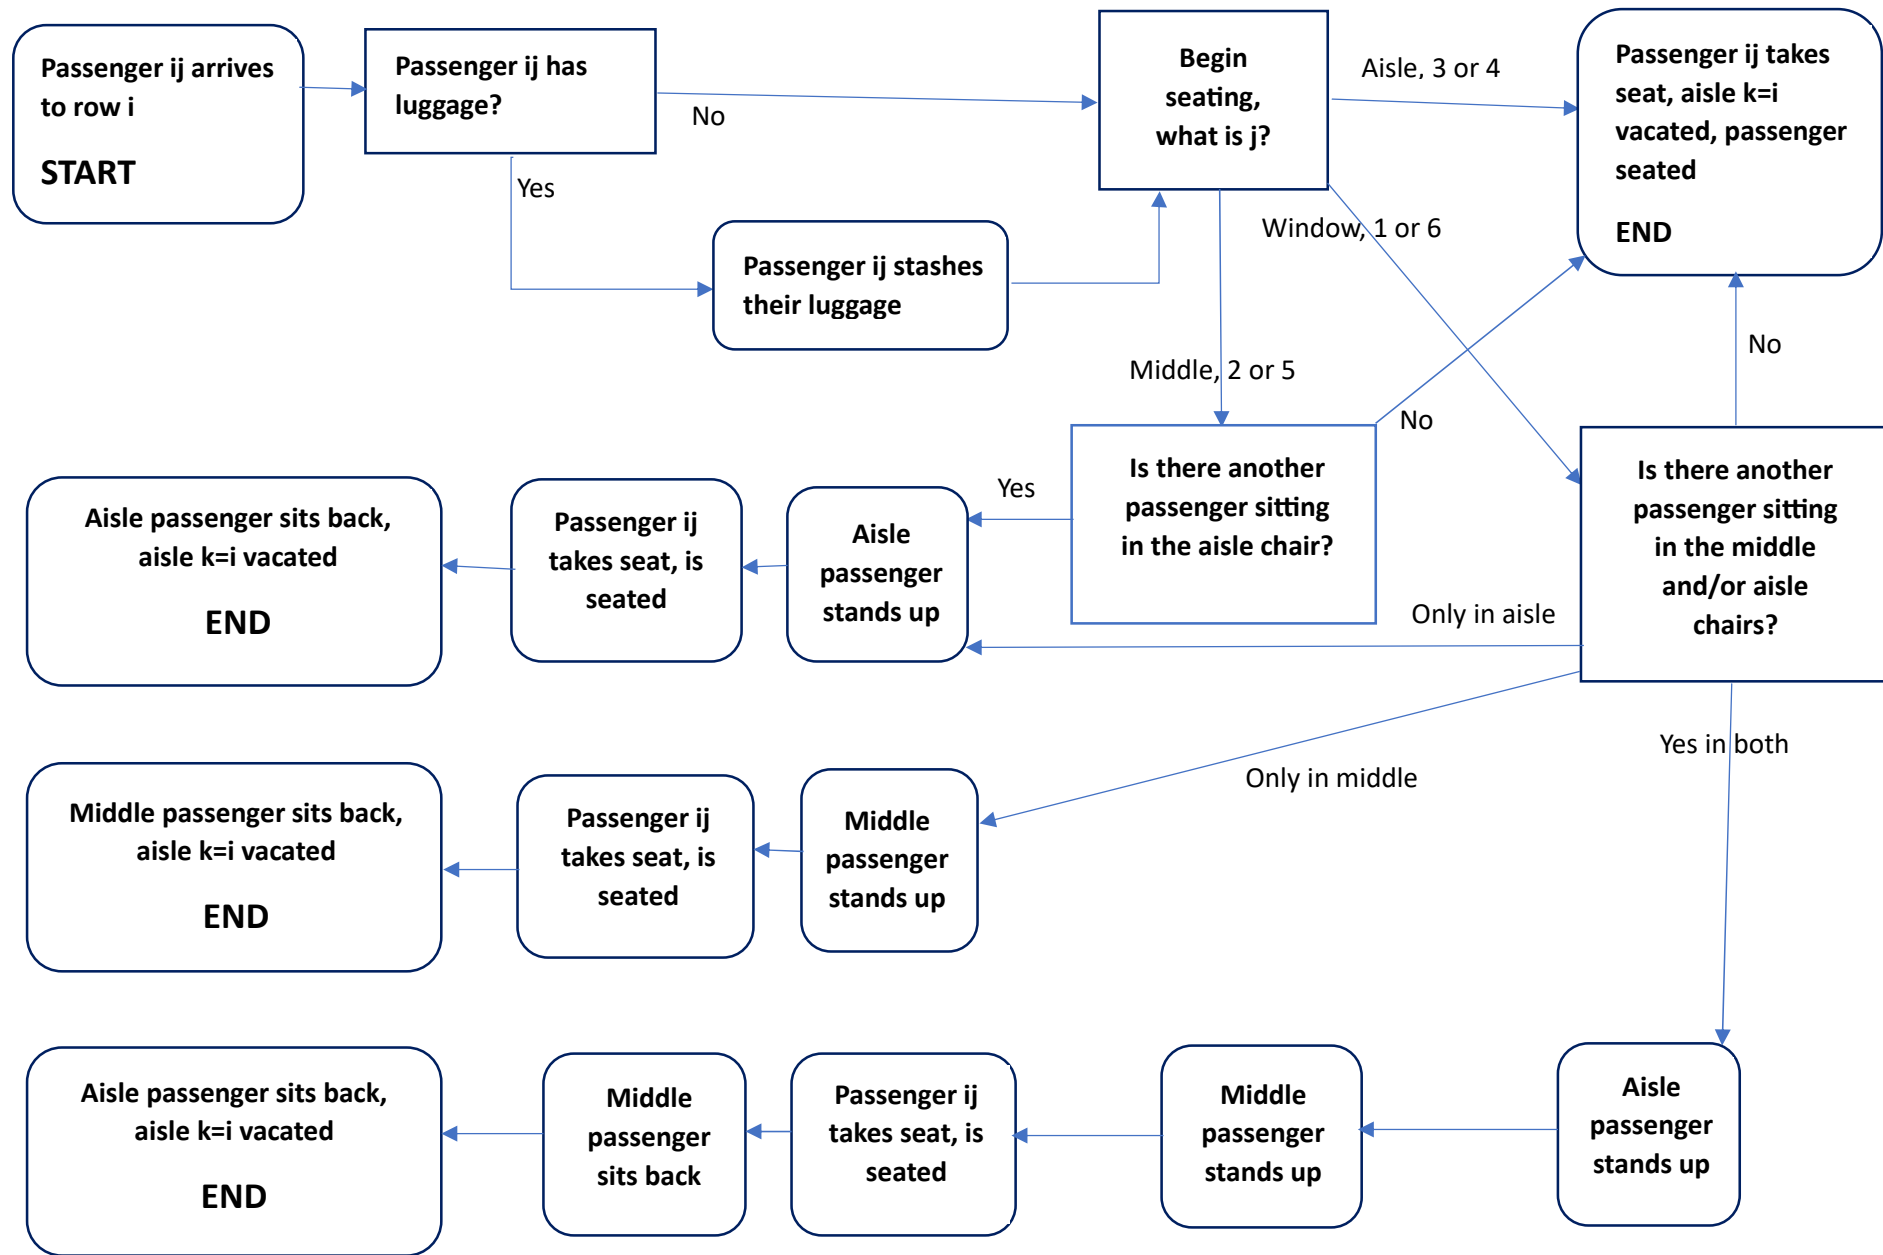 Passenger ij arrives
to row i
START
Passenger ij has
luggage?
No
Yes
Passenger ij stashes
their luggage
Begin
seating,
what is j?
Aisle, 3 or 4
Window, 1 or 6
Middle, 2 or 5
Passenger ij takes
seat, aisle k=i
vacated, passenger
seated
END
No
No
Is there another
passenger sitting
in the aisle chair?
Yes
Is there another
passenger sitting
in the middle
and/or aisle
chairs?
Only in aisle
Only in middle
Yes in both
Aisle
passenger
stands up
Passenger ij
takes seat, is
seated
Aisle passenger sits back,
aisle k=i vacated
END
Middle
passenger
stands up
Passenger ij
takes seat, is
seated
Middle passenger sits back,
aisle k=i vacated
END
Aisle
passenger
stands up
Middle
passenger
stands up
Passenger ij
takes seat, is
seated
Middle
passenger
sits back
Aisle passenger sits back,
aisle k=i vacated
END